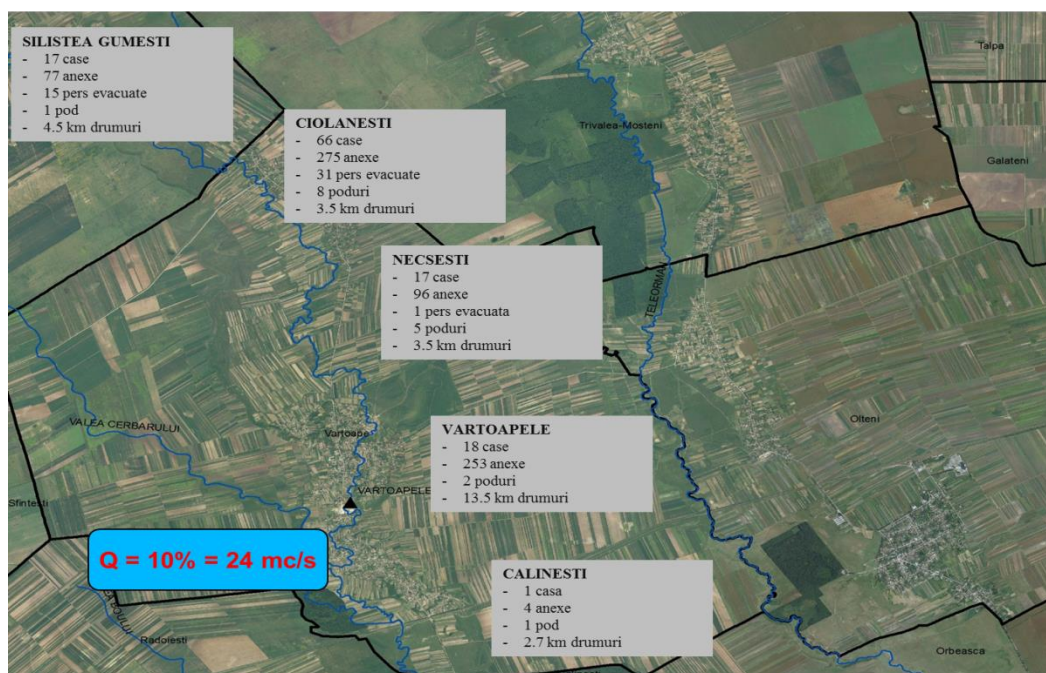 SILISTEA GUMESTI
- 17 case
- 77 anexe
- 15 pers evacuate
- 1 pod
- 4.5 km drumuri
Talpa
CIOLANESTI
- 66 case
- 275 anexe
- 31 pers evacuate
- 8 poduri
- 3.5 km drumuri
Trivalea-Mosteni
Galateni
NECSESTI
- 17 case
- 96 anexe
- 1 pers evacuata
- 5 poduri
- 3.5 km drumuri
TELEORMAN
VALEA CERBARULUI
Vartoape
VARTOAPELE
- 18 case
- 253 anexe
- 2 poduri
- 13.5 km drumuri
Olteni
Sfintesti
VARTOAPELE
Q = 10% = 24 mc/s
CALINESTI
- 1 casa
- 4 anexe
- 1 pod
- 2.7 km drumuri
Radoiesti
Orbeasca